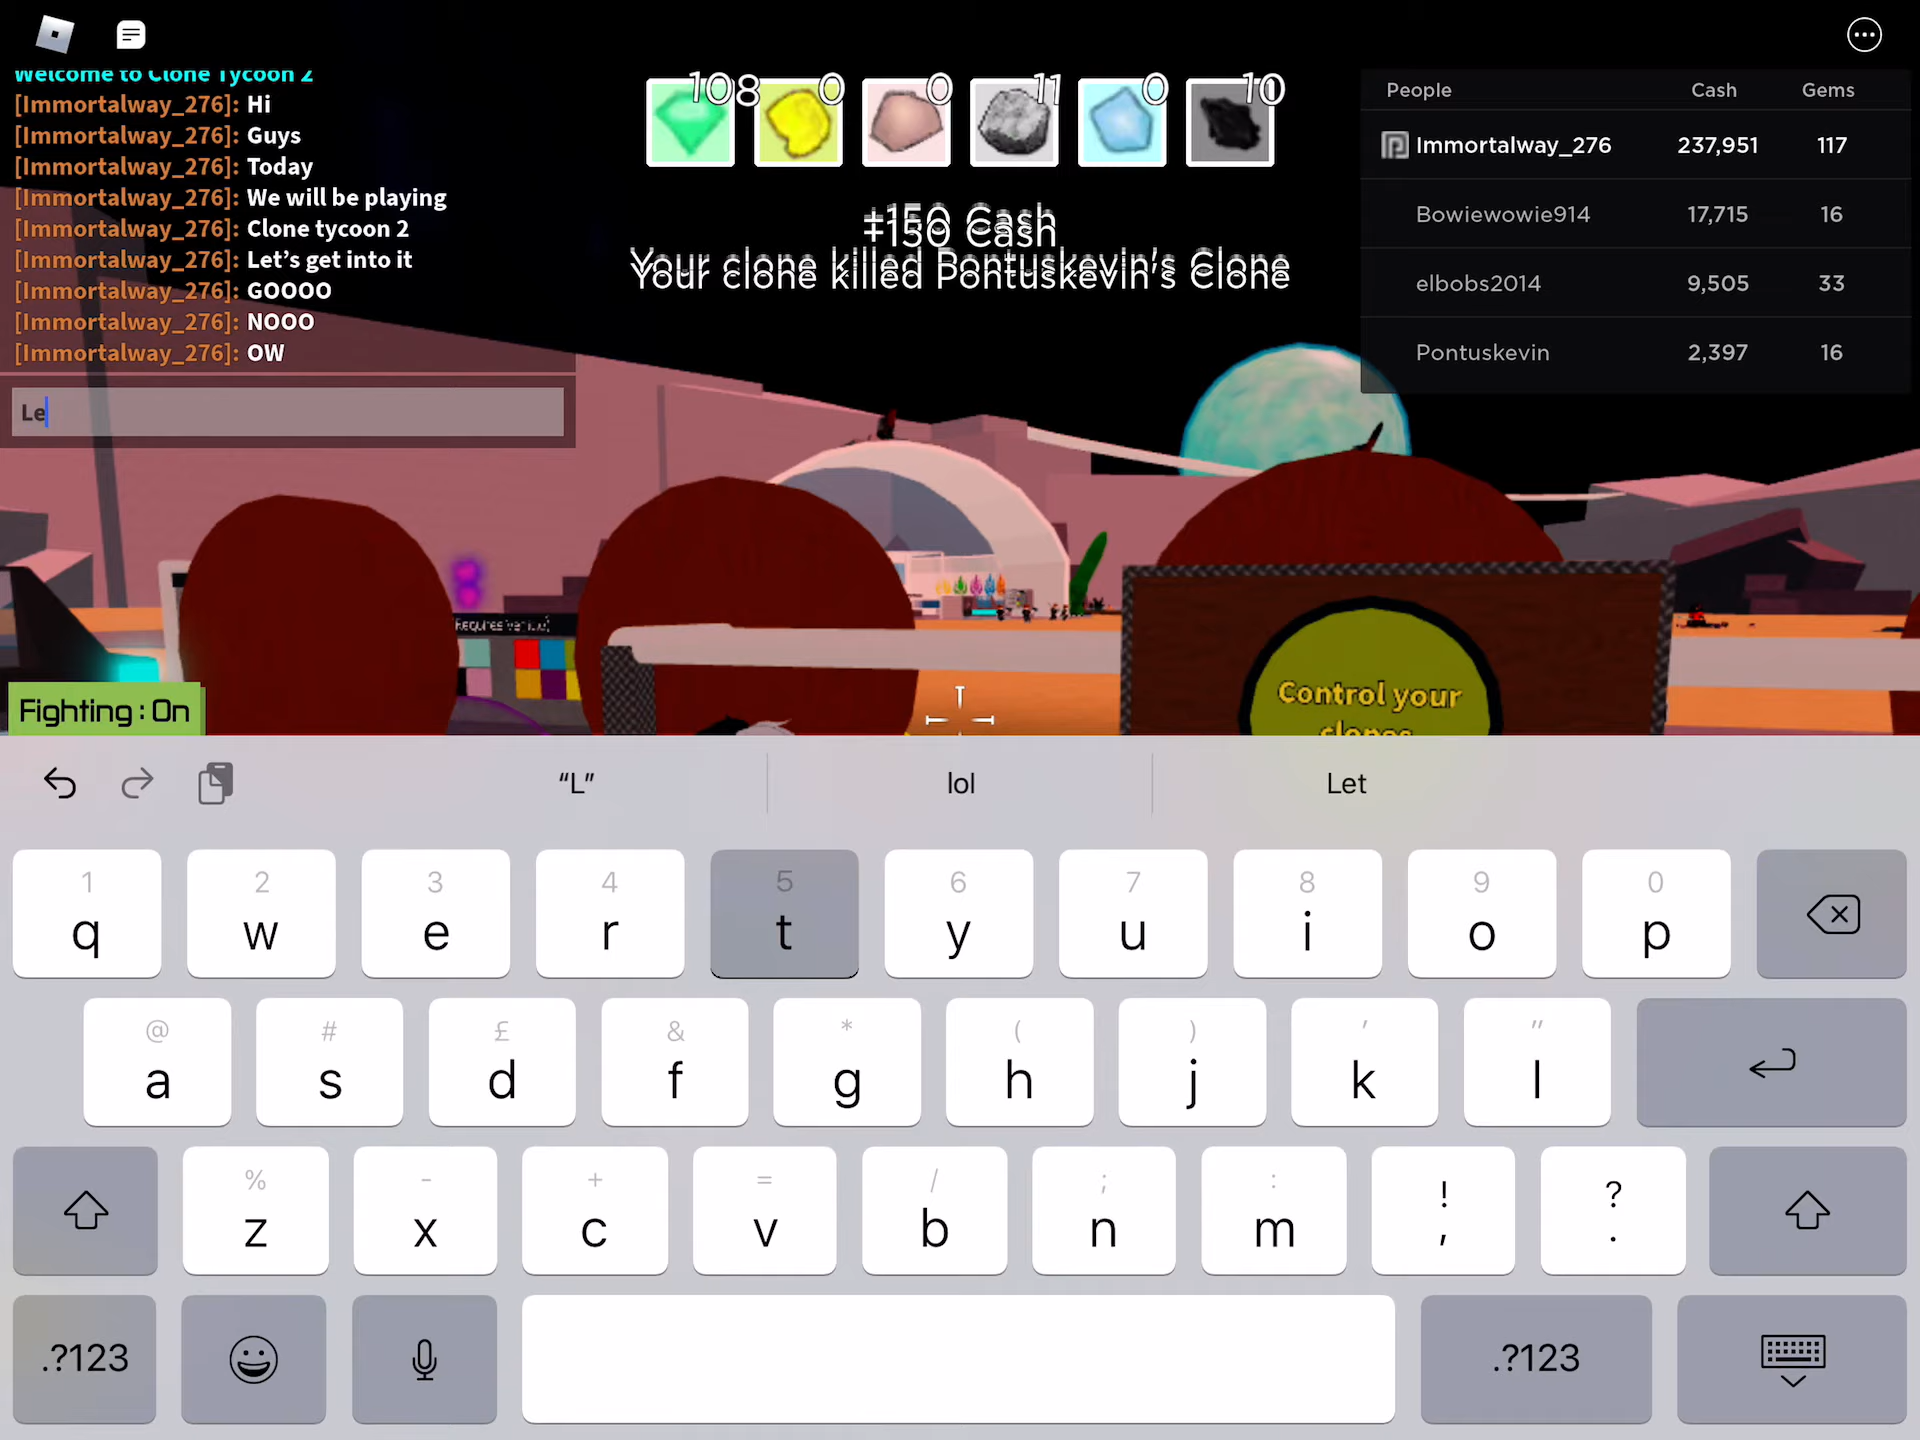 Welcome to Clone Tycoon 2
[Immortalway_276]: Hi
[Immortalway_276]: Guys
[Immortalway_276]: Today
[Immortalway_276]: We will be playing
[Immortalway_276]: Clone tycoon 2
[Immortalway_276]: Let’s get into it
[Immortalway_276]: GOOOO
[Immortalway_276]: NOOO
[Immortalway_276]: OW
Le
108 0 0 11 0 10
+150 Cash
Your clone killed Pontuskevin's Clone
People Cash Gems
Immortalway_276 237,951 117
Bowiewowie914 17,715 16
elbobs2014 9,505 33
Pontuskevin 2,397 16
Requires
Control your
clones
Fighting : On
“L” lol Let
1 2 3 4 5 6 7 8 9 0
q w e r t y u i o p
@ # £ & * ( ) ' "
a s d f g h j k l
% - + = / ; : ! ?
z x c v b n m , .
.?123 .?123